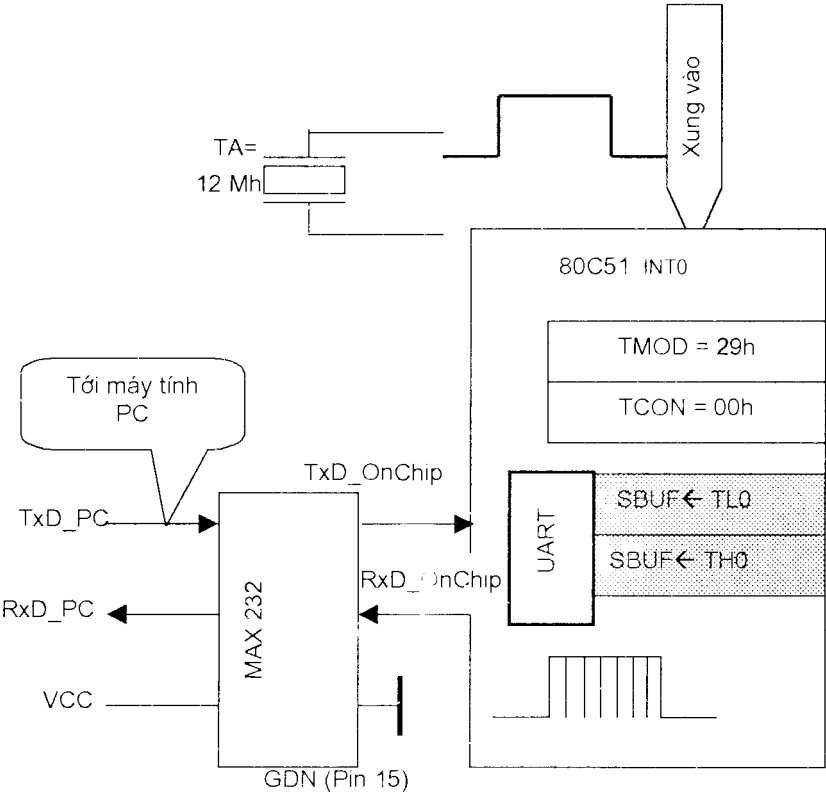 Xung vào
TA=
12 Mh
80C51 INT0
TMOD = 29h
TCON = 00h
Tới máy tính
PC
TxD_OnChip
TxD_PC
SBUF← TL0
UART
SBUF← TH0
RxD_OnChip
RxD_PC
MAX 232
VCC
GDN (Pin 15)